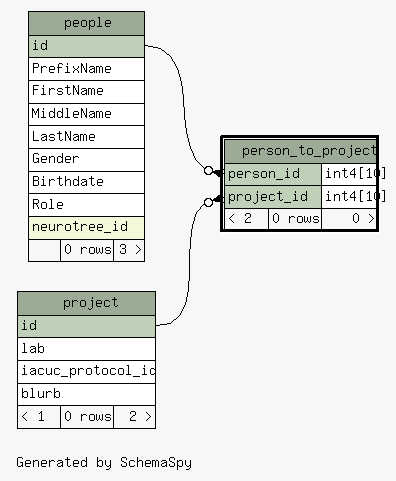 people
id
PrefixName
FirstName
MiddleName
LastName
Gender
Birthdate
Role
neurotree_id
0 rows 3 >
person_to_project
person_id int4[10]
project_id int4[10]
< 2 0 rows 0 >
project
id
lab
iacuc_protocol_id
blurb
< 1 0 rows 2 >
Generated by SchemaSpy